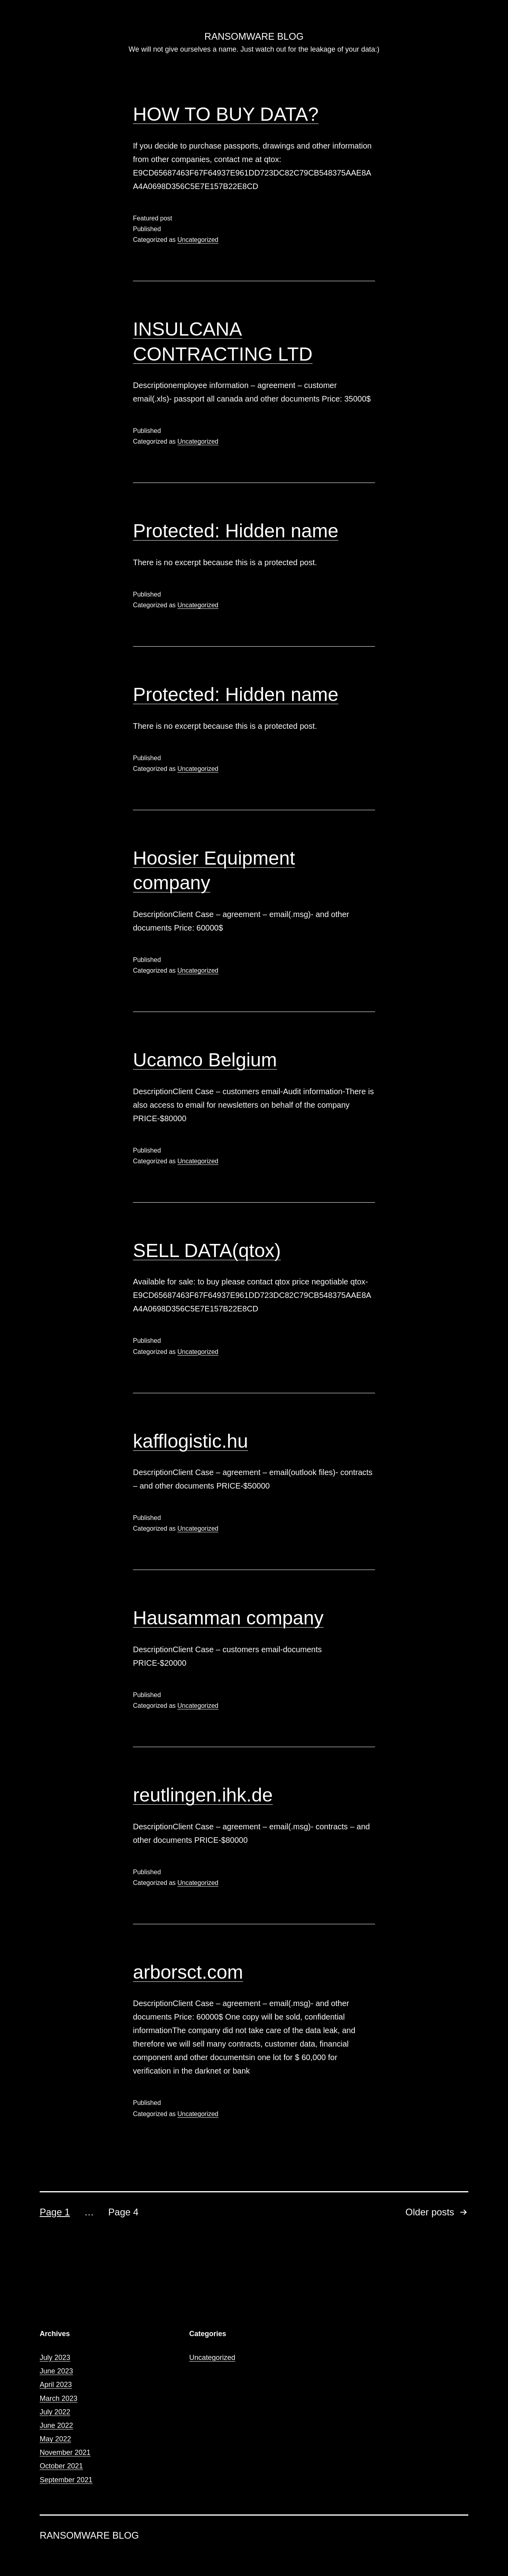 RANSOMWARE BLOG
We will not give ourselves a name. Just watch out for the leakage of your data:)
HOW TO BUY DATA?
If you decide to purchase passports, drawings and other information
from other companies, contact me at qtox:
E9CD65687463F67F64937E961DD723DC82C79CB548375AAE8A
A4A0698D356C5E7E157B22E8CD
Featured post
Published
Categorized as Uncategorized
INSULCANA
CONTRACTING LTD
Descriptionemployee information – agreement – customer
email(.xls)- passport all canada and other documents Price: 35000$
Published
Categorized as Uncategorized
Protected: Hidden name
There is no excerpt because this is a protected post.
Published
Categorized as Uncategorized
Protected: Hidden name
There is no excerpt because this is a protected post.
Published
Categorized as Uncategorized
Hoosier Equipment
company
DescriptionClient Case – agreement – email(.msg)- and other
documents Price: 60000$
Published
Categorized as Uncategorized
Ucamco Belgium
DescriptionClient Case – customers email-Audit information-There is
also access to email for newsletters on behalf of the company
PRICE-$80000
Published
Categorized as Uncategorized
SELL DATA(qtox)
Available for sale: to buy please contact qtox price negotiable qtox-
E9CD65687463F67F64937E961DD723DC82C79CB548375AAE8A
A4A0698D356C5E7E157B22E8CD
Published
Categorized as Uncategorized
kafflogistic.hu
DescriptionClient Case – agreement – email(outlook files)- contracts
– and other documents PRICE-$50000
Published
Categorized as Uncategorized
Hausamman company
DescriptionClient Case – customers email-documents
PRICE-$20000
Published
Categorized as Uncategorized
reutlingen.ihk.de
DescriptionClient Case – agreement – email(.msg)- contracts – and
other documents PRICE-$80000
Published
Categorized as Uncategorized
arborsct.com
DescriptionClient Case – agreement – email(.msg)- and other
documents Price: 60000$ One copy will be sold, confidential
informationThe company did not take care of the data leak, and
therefore we will sell many contracts, customer data, financial
component and other documentsin one lot for $ 60,000 for
verification in the darknet or bank
Published
Categorized as Uncategorized
Page 1 … Page 4 Older posts →
Archives
July 2023
June 2023
April 2023
March 2023
July 2022
June 2022
May 2022
November 2021
October 2021
September 2021
Categories
Uncategorized
RANSOMWARE BLOG